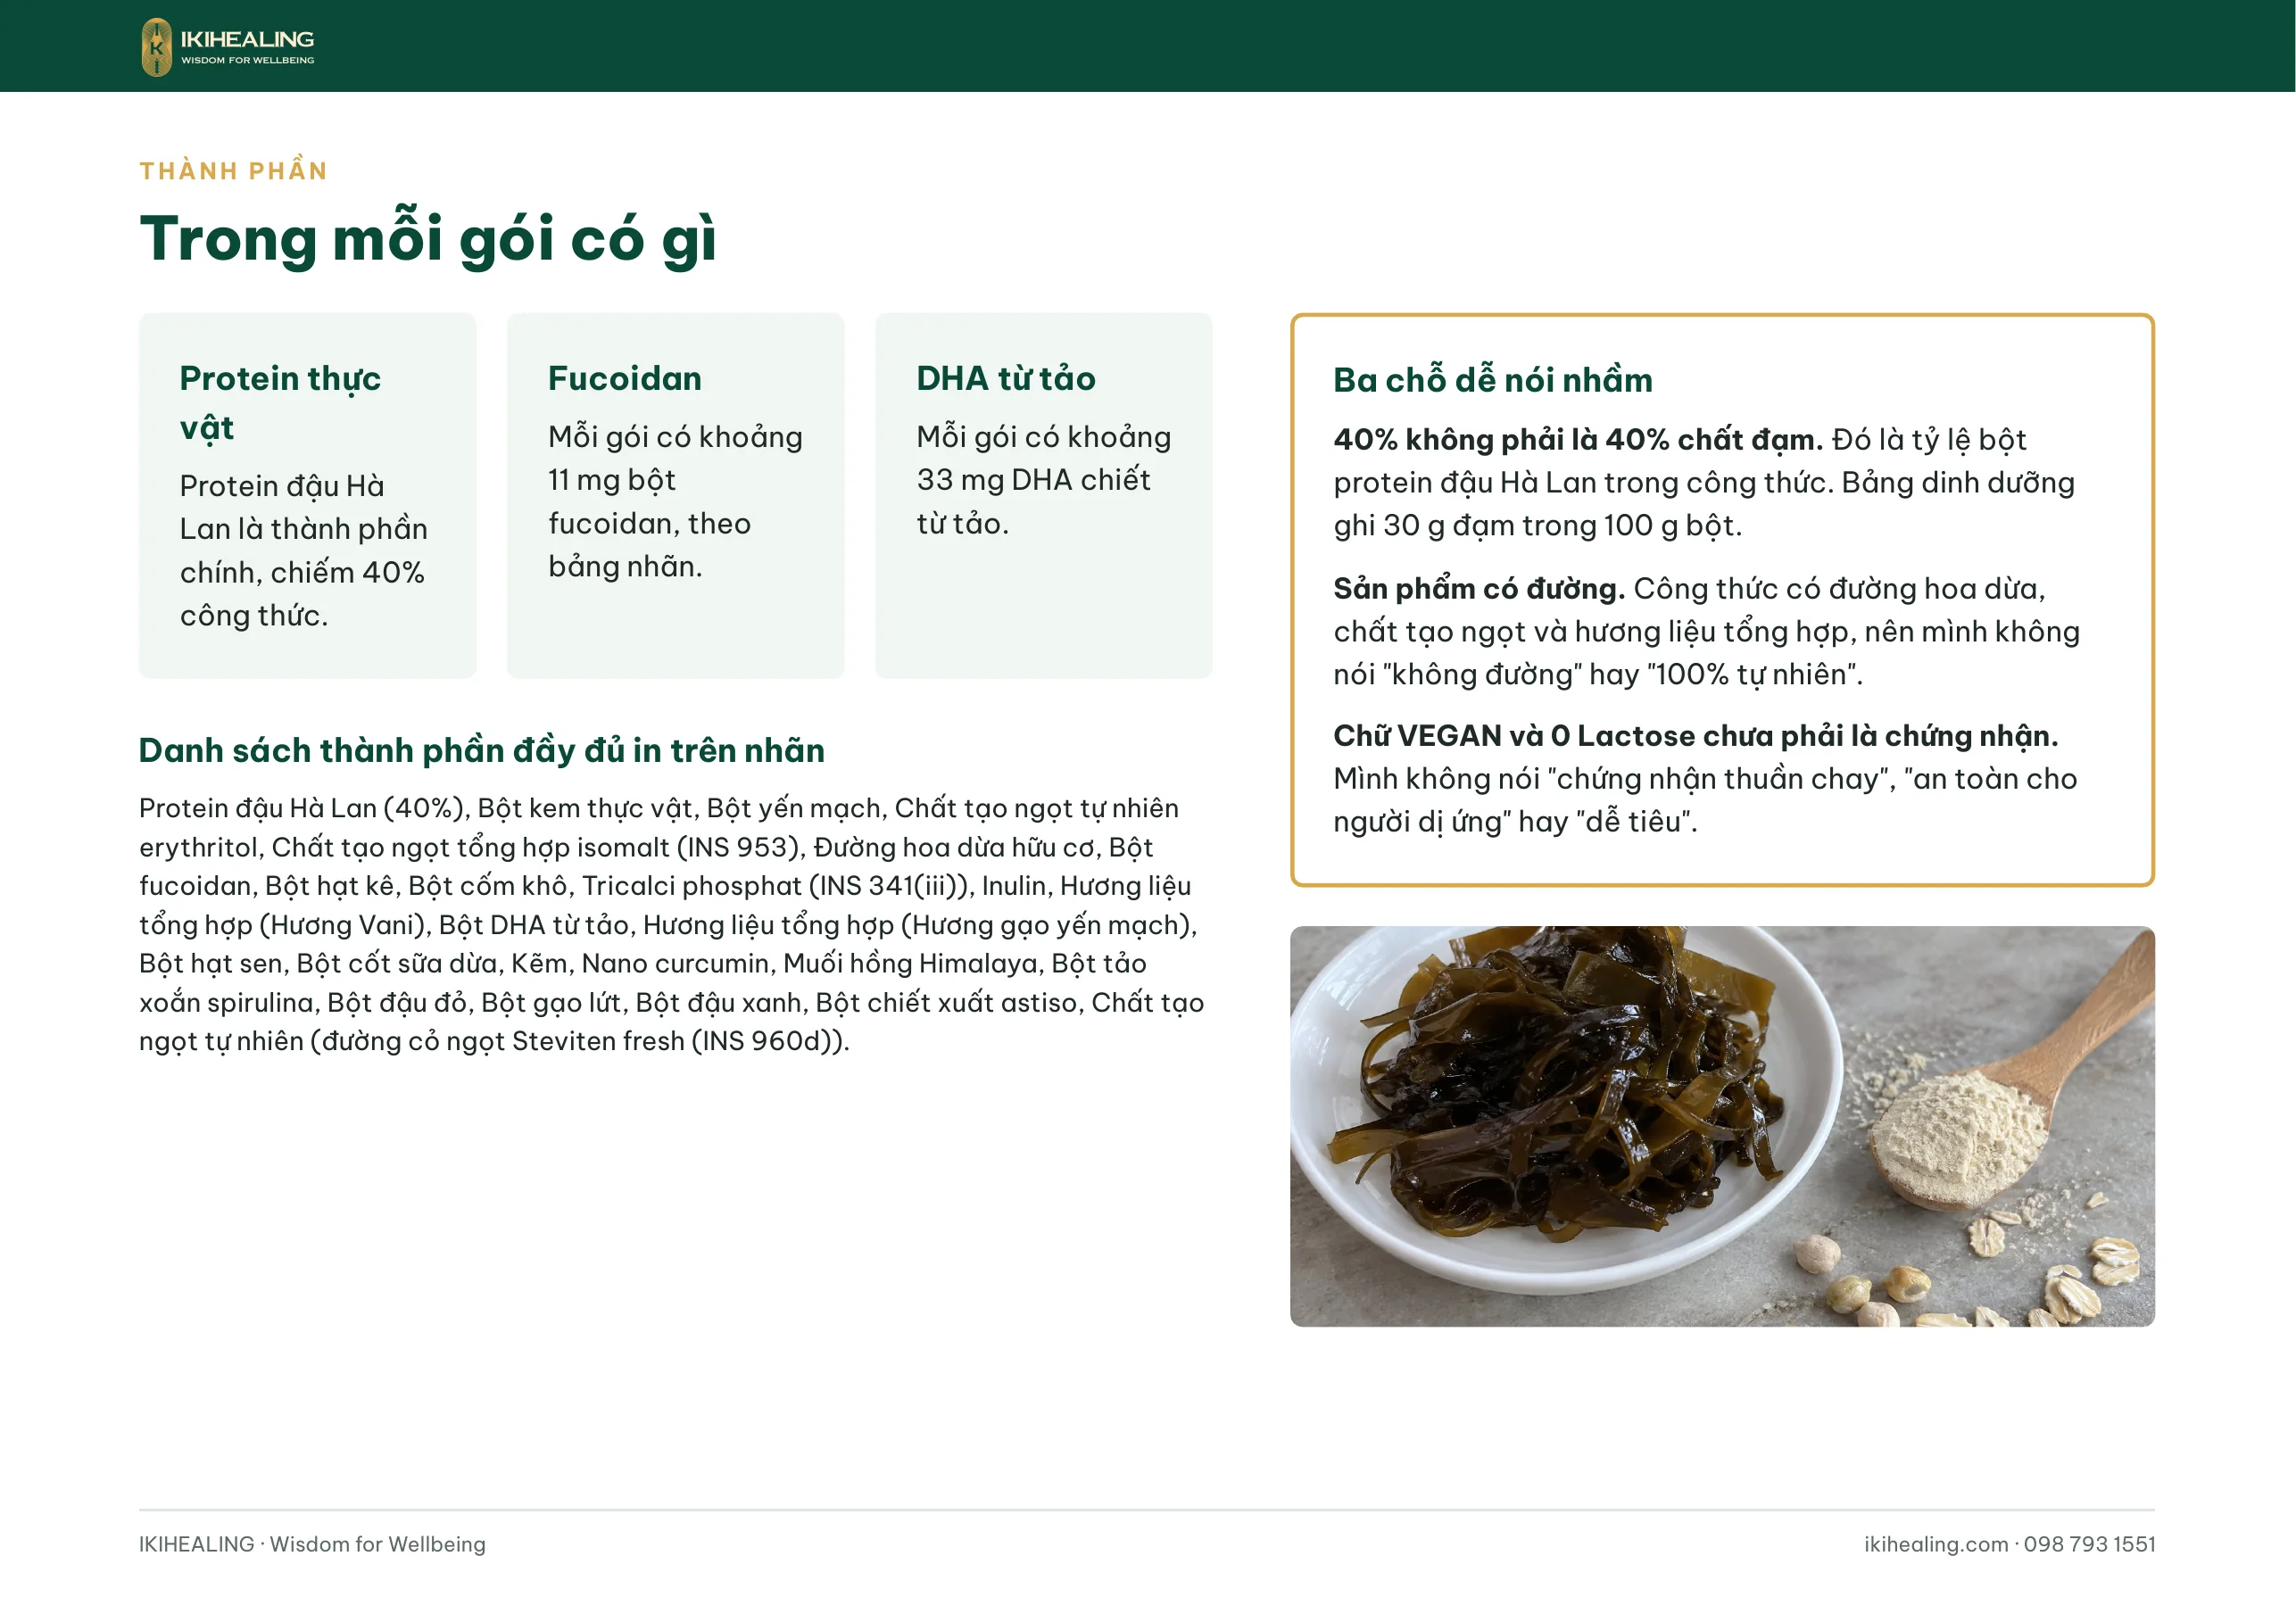 IKIHEALING
WISDOM FOR WELLBEING
THÀNH PHẦN
Trong mỗi gói có gì
Protein thực
vật
Protein đậu Hà
Lan là thành phần
chính, chiếm 40%
công thức.
Fucoidan
Mỗi gói có khoảng
11 mg bột
fucoidan, theo
bảng nhãn.
DHA từ tảo
Mỗi gói có khoảng
33 mg DHA chiết
từ tảo.
Danh sách thành phần đầy đủ in trên nhãn
Protein đậu Hà Lan (40%), Bột kem thực vật, Bột yến mạch, Chất tạo ngọt tự nhiên
erythritol, Chất tạo ngọt tổng hợp isomalt (INS 953), Đường hoa dừa hữu cơ, Bột
fucoidan, Bột hạt kê, Bột cốm khô, Tricalci phosphat (INS 341(iii)), Inulin, Hương liệu
tổng hợp (Hương Vani), Bột DHA từ tảo, Hương liệu tổng hợp (Hương gạo yến mạch),
Bột hạt sen, Bột cốt sữa dừa, Kẽm, Nano curcumin, Muối hồng Himalaya, Bột tảo
xoắn spirulina, Bột đậu đỏ, Bột gạo lứt, Bột đậu xanh, Bột chiết xuất astiso, Chất tạo
ngọt tự nhiên (đường cỏ ngọt Steviten fresh (INS 960d)).
Ba chỗ dễ nói nhầm
40% không phải là 40% chất đạm. Đó là tỷ lệ bột
protein đậu Hà Lan trong công thức. Bảng dinh dưỡng
ghi 30 g đạm trong 100 g bột.
Sản phẩm có đường. Công thức có đường hoa dừa,
chất tạo ngọt và hương liệu tổng hợp, nên mình không
nói "không đường" hay "100% tự nhiên".
Chữ VEGAN và 0 Lactose chưa phải là chứng nhận.
Mình không nói "chứng nhận thuần chay", "an toàn cho
người dị ứng" hay "dễ tiêu".
IKIHEALING · Wisdom for Wellbeing
ikihealing.com · 098 793 1551